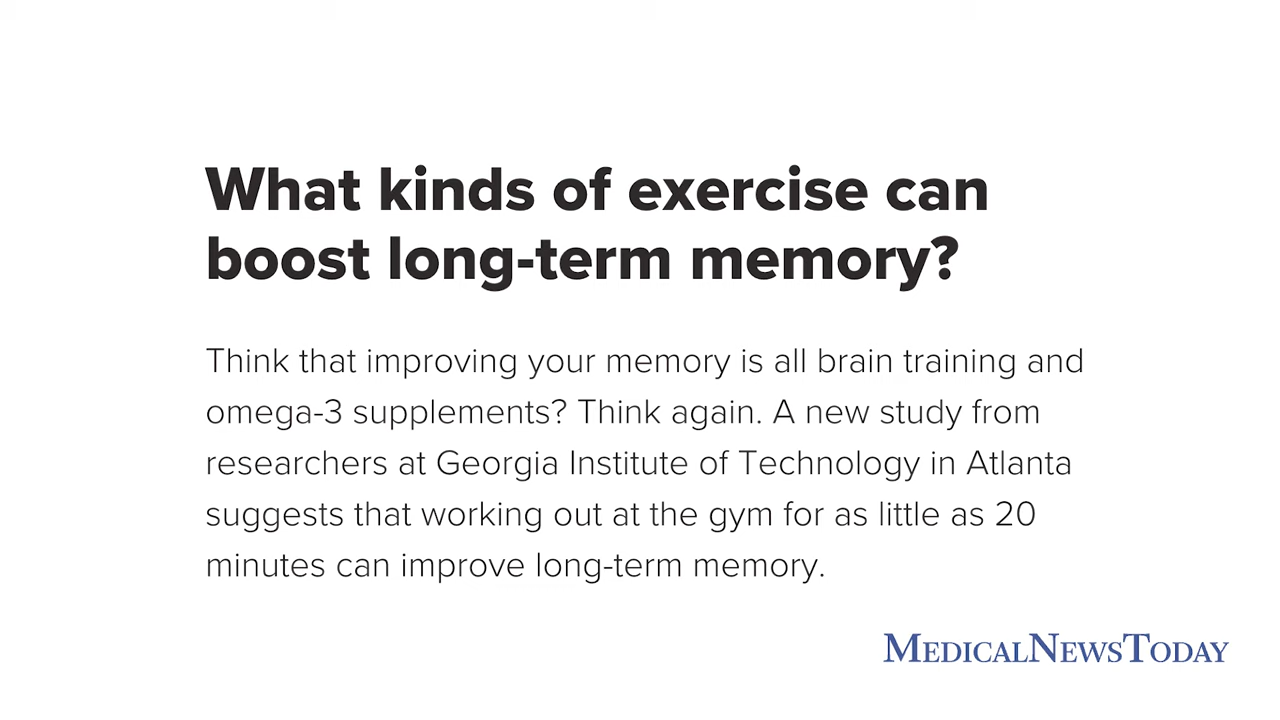 What kinds of exercise can
boost long-term memory?
Think that improving your memory is all brain training and
omega-3 supplements? Think again. A new study from
researchers at Georgia Institute of Technology in Atlanta
suggests that working out at the gym for as little as 20
minutes can improve long-term memory.
MEDICALNEWSTODAY